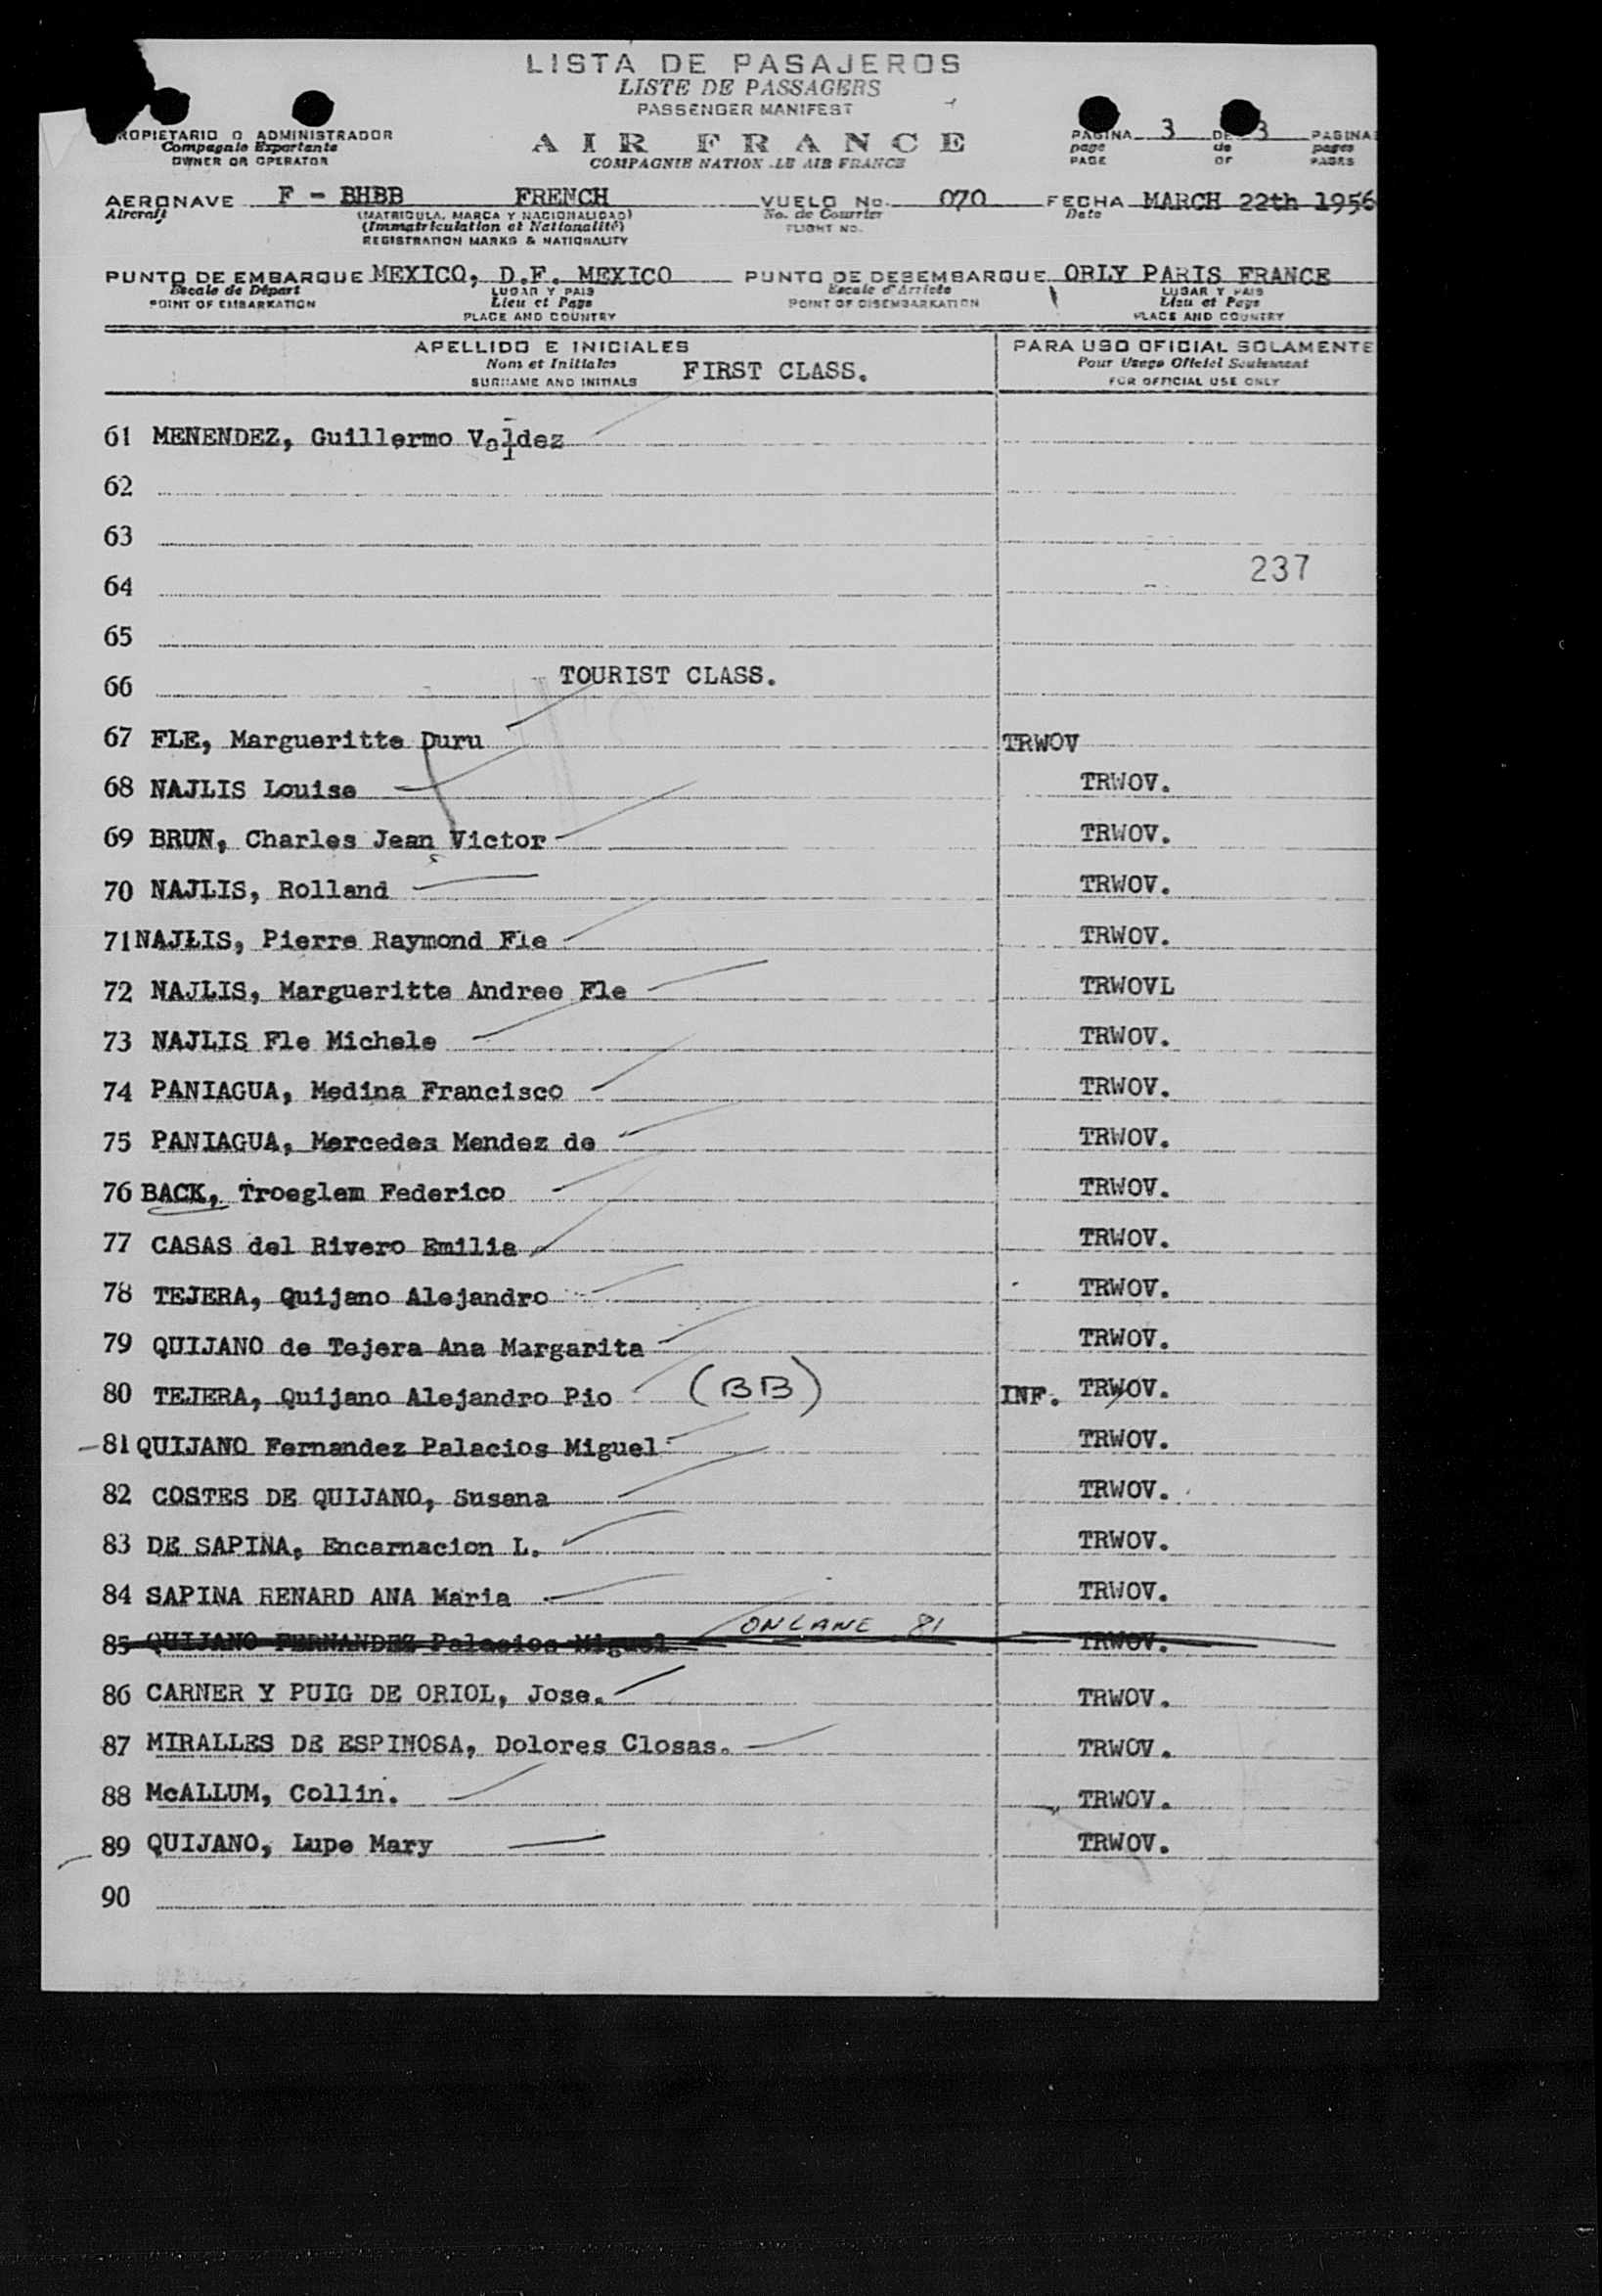 LISTA DE PASAJEROS
LISTE DE PASSAGERS
PASSENGER MANIFEST
AIR FRANCE
COMPAGNIE NATION.LE AIR FRANCE
ROPIETARIO O ADMINISTRADOR
Compagnie Exportante
OWNER OR OPERATOR
PAGINA 3 DE 3 PAGINA
page de pages
PAGE OF PAGES
AERONAVE F - BHBB FRENCH VUELO No. 070 FECHA MARCH 22th 1956
Aircraft (MATRICULA, MARCA Y NACIONALIDAD) No. de Courrier Date
(Immatriculation et Nationalité) FLIGHT NO.
REGISTRATION MARKS & NATIONALITY
PUNTO DE EMBARQUE MEXICO, D.F. MEXICO PUNTO DE DESEMBARQUE ORLY PARIS FRANCE
Escale de Départ LUGAR Y PAIS Escale d'Arrivée LUGAR Y PAIS
POINT OF EMBARKATION Lieu et Pays POINT OF DISEMBARKATION Lieu et Pays
PLACE AND COUNTRY PLACE AND COUNTRY
APELLIDO E INICIALES PARA USO OFICIAL SOLAMENTE
Nom et Initiales FIRST CLASS. Pour Usage Officiel Seulement
SURNAME AND INITIALS FOR OFFICIAL USE ONLY
61 MENENDEZ, Guillermo Valdez
62
63
237
64
65
TOURIST CLASS.
66
67 FLE, Margueritte Duru TRWOV
68 NAJLIS Louise TRWOV.
69 BRUN, Charles Jean Victor TRWOV.
70 NAJLIS, Rolland TRWOV.
71 NAJLIS, Pierre Raymond Fle TRWOV.
72 NAJLIS, Margueritte Andree Fle TRWOVL
73 NAJLIS Fle Michele TRWOV.
74 PANIAGUA, Medina Francisco TRWOV.
75 PANIAGUA, Mercedes Mendez de TRWOV.
76 BACK, Troeglem Federico TRWOV.
77 CASAS del Rivero Emilia TRWOV.
78 TEJERA, Quijano Alejandro TRWOV.
79 QUIJANO de Tejera Ana Margarita TRWOV.
80 TEJERA, Quijano Alejandro Pio (BB) INF. TRWOV.
81 QUIJANO Fernandez Palacios Miguel TRWOV.
82 COSTES DE QUIJANO, Susana TRWOV.
83 DE SAPINA, Encarnacion L. TRWOV.
84 SAPINA RENARD ANA Maria TRWOV.
85 QUIJANO FERNANDEZ Palacios Miguel ON LANE 81 TRWOV.
86 CARNER Y PUIG DE ORIOL, Jose. TRWOV.
87 MIRALLES DE ESPINOSA, Dolores Closas. TRWOV.
88 McALLUM, Collin. TRWOV.
89 QUIJANO, Lupe Mary TRWOV.
90